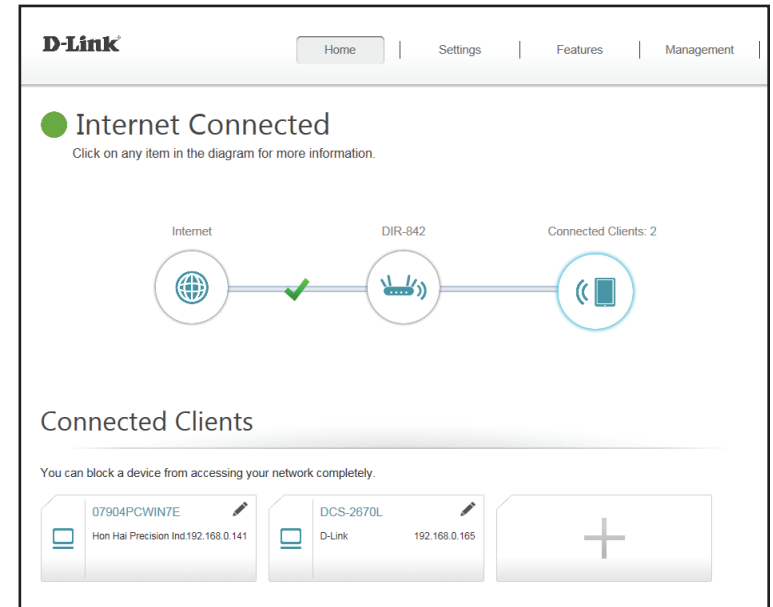 D-Link
Home | Settings | Features | Management |
Internet Connected
Click on any item in the diagram for more information.
Internet DIR-842 Connected Clients: 2
Connected Clients
You can block a device from accessing your network completely.
07904PCWIN7E
Hon Hai Precision Ind.192.168.0.141
DCS-2670L
D-Link 192.168.0.165